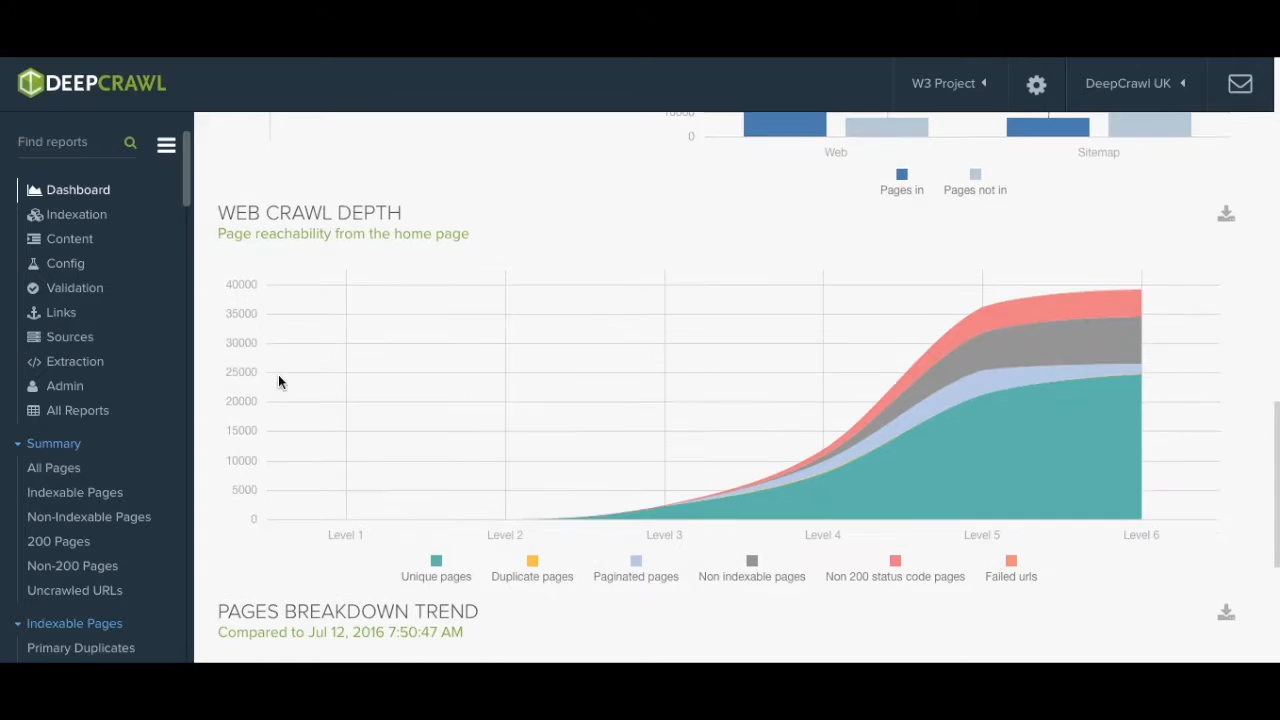 DEEPCRAWL
W3 Project
DeepCrawl UK
Find reports
Dashboard
Indexation
Content
Config
Validation
Links
Sources
Extraction
Admin
All Reports
Summary
All Pages
Indexable Pages
Non-Indexable Pages
200 Pages
Non-200 Pages
Uncrawled URLs
Indexable Pages
Primary Duplicates
10000
0
Web
Sitemap
Pages in
Pages not in
WEB CRAWL DEPTH
Page reachability from the home page
40000
35000
30000
25000
20000
15000
10000
5000
0
Level 1
Level 2
Level 3
Level 4
Level 5
Level 6
Unique pages
Duplicate pages
Paginated pages
Non indexable pages
Non 200 status code pages
Failed urls
PAGES BREAKDOWN TREND
Compared to Jul 12, 2016 7:50:47 AM